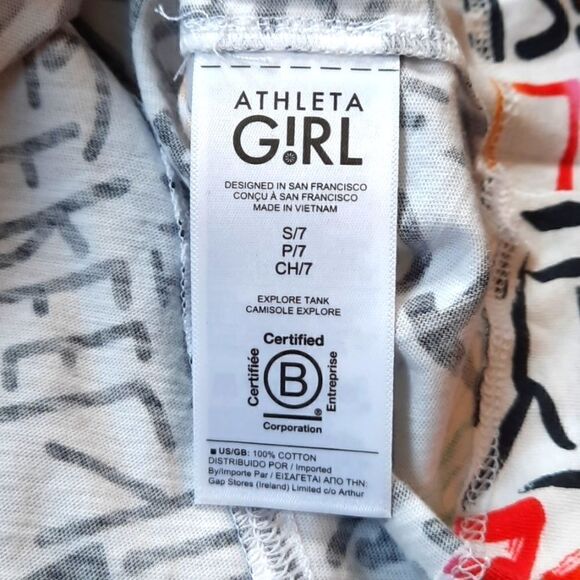 ATHLETA
G!RL
DESIGNED IN SAN FRANCISCO
CONÇU À SAN FRANCISCO
MADE IN VIETNAM
S/7
P/7
CH/7
EXPLORE TANK
CAMISOLE EXPLORE
Certified
Certifiée
B
®
Entreprise
Corporation
■ US/GB: 100% COTTON
DISTRIBUIDO POR / Imported
By/Importe Par / ΕΙΣΑΓΕΤΑΙ ΑΠΟ ΤΗΝ:
Gap Stores (Ireland) Limited c/o Arthur